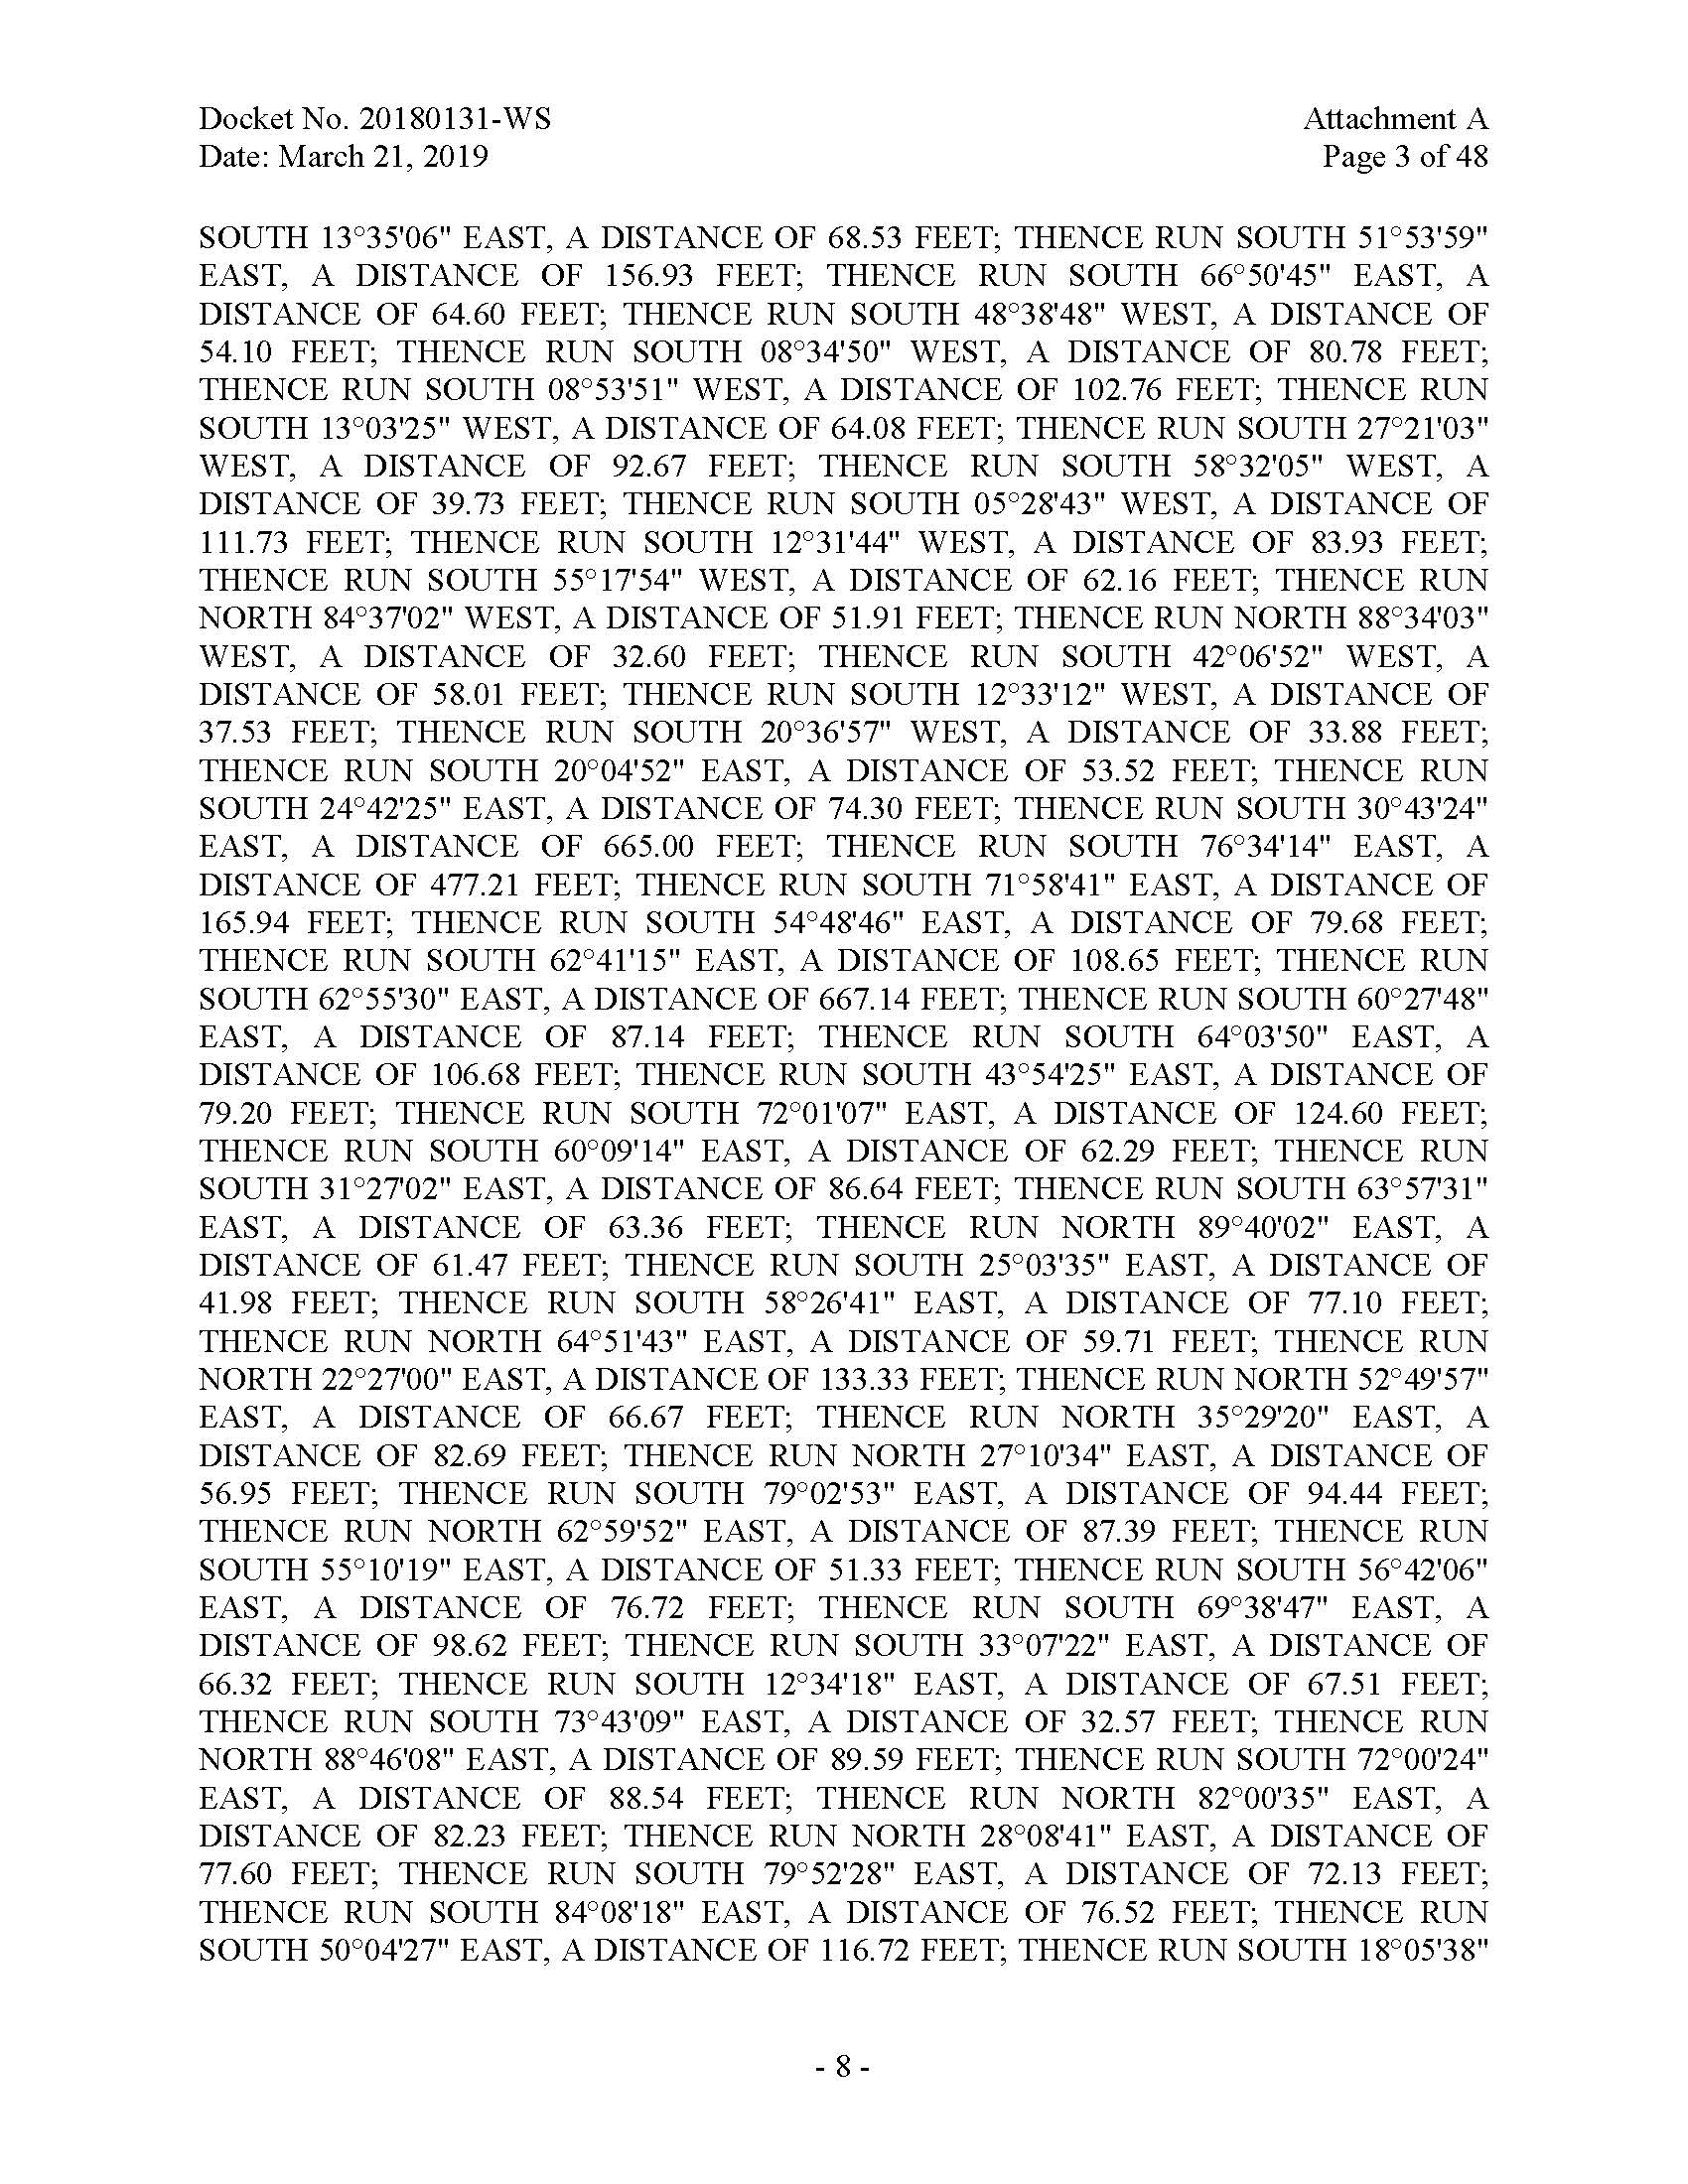 Docket No. 20180131-WS Attachment A
Date: March 21, 2019 Page 3 of 48
SOUTH 13°35'06" EAST, A DISTANCE OF 68.53 FEET; THENCE RUN SOUTH 51°53'59"
EAST, A DISTANCE OF 156.93 FEET; THENCE RUN SOUTH 66°50'45" EAST, A
DISTANCE OF 64.60 FEET; THENCE RUN SOUTH 48°38'48" WEST, A DISTANCE OF
54.10 FEET; THENCE RUN SOUTH 08°34'50" WEST, A DISTANCE OF 80.78 FEET;
THENCE RUN SOUTH 08°53'51" WEST, A DISTANCE OF 102.76 FEET; THENCE RUN
SOUTH 13°03'25" WEST, A DISTANCE OF 64.08 FEET; THENCE RUN SOUTH 27°21'03"
WEST, A DISTANCE OF 92.67 FEET; THENCE RUN SOUTH 58°32'05" WEST, A
DISTANCE OF 39.73 FEET; THENCE RUN SOUTH 05°28'43" WEST, A DISTANCE OF
111.73 FEET; THENCE RUN SOUTH 12°31'44" WEST, A DISTANCE OF 83.93 FEET;
THENCE RUN SOUTH 55°17'54" WEST, A DISTANCE OF 62.16 FEET; THENCE RUN
NORTH 84°37'02" WEST, A DISTANCE OF 51.91 FEET; THENCE RUN NORTH 88°34'03"
WEST, A DISTANCE OF 32.60 FEET; THENCE RUN SOUTH 42°06'52" WEST, A
DISTANCE OF 58.01 FEET; THENCE RUN SOUTH 12°33'12" WEST, A DISTANCE OF
37.53 FEET; THENCE RUN SOUTH 20°36'57" WEST, A DISTANCE OF 33.88 FEET;
THENCE RUN SOUTH 20°04'52" EAST, A DISTANCE OF 53.52 FEET; THENCE RUN
SOUTH 24°42'25" EAST, A DISTANCE OF 74.30 FEET; THENCE RUN SOUTH 30°43'24"
EAST, A DISTANCE OF 665.00 FEET; THENCE RUN SOUTH 76°34'14" EAST, A
DISTANCE OF 477.21 FEET; THENCE RUN SOUTH 71°58'41" EAST, A DISTANCE OF
165.94 FEET; THENCE RUN SOUTH 54°48'46" EAST, A DISTANCE OF 79.68 FEET;
THENCE RUN SOUTH 62°41'15" EAST, A DISTANCE OF 108.65 FEET; THENCE RUN
SOUTH 62°55'30" EAST, A DISTANCE OF 667.14 FEET; THENCE RUN SOUTH 60°27'48"
EAST, A DISTANCE OF 87.14 FEET; THENCE RUN SOUTH 64°03'50" EAST, A
DISTANCE OF 106.68 FEET; THENCE RUN SOUTH 43°54'25" EAST, A DISTANCE OF
79.20 FEET; THENCE RUN SOUTH 72°01'07" EAST, A DISTANCE OF 124.60 FEET;
THENCE RUN SOUTH 60°09'14" EAST, A DISTANCE OF 62.29 FEET; THENCE RUN
SOUTH 31°27'02" EAST, A DISTANCE OF 86.64 FEET; THENCE RUN SOUTH 63°57'31"
EAST, A DISTANCE OF 63.36 FEET; THENCE RUN NORTH 89°40'02" EAST, A
DISTANCE OF 61.47 FEET; THENCE RUN SOUTH 25°03'35" EAST, A DISTANCE OF
41.98 FEET; THENCE RUN SOUTH 58°26'41" EAST, A DISTANCE OF 77.10 FEET;
THENCE RUN NORTH 64°51'43" EAST, A DISTANCE OF 59.71 FEET; THENCE RUN
NORTH 22°27'00" EAST, A DISTANCE OF 133.33 FEET; THENCE RUN NORTH 52°49'57"
EAST, A DISTANCE OF 66.67 FEET; THENCE RUN NORTH 35°29'20" EAST, A
DISTANCE OF 82.69 FEET; THENCE RUN NORTH 27°10'34" EAST, A DISTANCE OF
56.95 FEET; THENCE RUN SOUTH 79°02'53" EAST, A DISTANCE OF 94.44 FEET;
THENCE RUN NORTH 62°59'52" EAST, A DISTANCE OF 87.39 FEET; THENCE RUN
SOUTH 55°10'19" EAST, A DISTANCE OF 51.33 FEET; THENCE RUN SOUTH 56°42'06"
EAST, A DISTANCE OF 76.72 FEET; THENCE RUN SOUTH 69°38'47" EAST, A
DISTANCE OF 98.62 FEET; THENCE RUN SOUTH 33°07'22" EAST, A DISTANCE OF
66.32 FEET; THENCE RUN SOUTH 12°34'18" EAST, A DISTANCE OF 67.51 FEET;
THENCE RUN SOUTH 73°43'09" EAST, A DISTANCE OF 32.57 FEET; THENCE RUN
NORTH 88°46'08" EAST, A DISTANCE OF 89.59 FEET; THENCE RUN SOUTH 72°00'24"
EAST, A DISTANCE OF 88.54 FEET; THENCE RUN NORTH 82°00'35" EAST, A
DISTANCE OF 82.23 FEET; THENCE RUN NORTH 28°08'41" EAST, A DISTANCE OF
77.60 FEET; THENCE RUN SOUTH 79°52'28" EAST, A DISTANCE OF 72.13 FEET;
THENCE RUN SOUTH 84°08'18" EAST, A DISTANCE OF 76.52 FEET; THENCE RUN
SOUTH 50°04'27" EAST, A DISTANCE OF 116.72 FEET; THENCE RUN SOUTH 18°05'38"
- 8 -